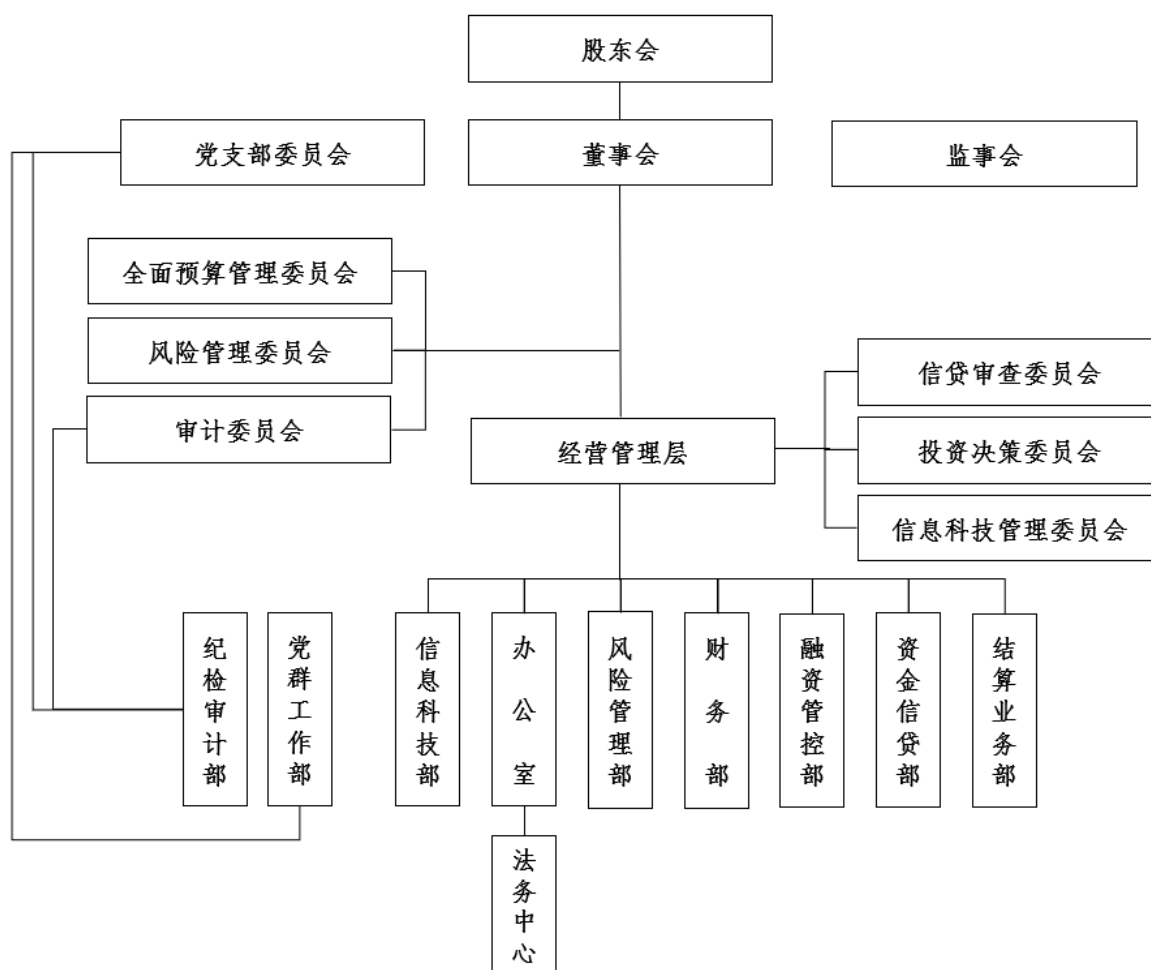 股东会
党支部委员会
董事会
监事会
全面预算管理委员会
风险管理委员会
审计委员会
经营管理层
信贷审查委员会
投资决策委员会
信息科技管理委员会
纪检审计部
党群工作部
信息科技部
办公室
风险管理部
财务部
融资管控部
资金信贷部
结算业务部
法务中心